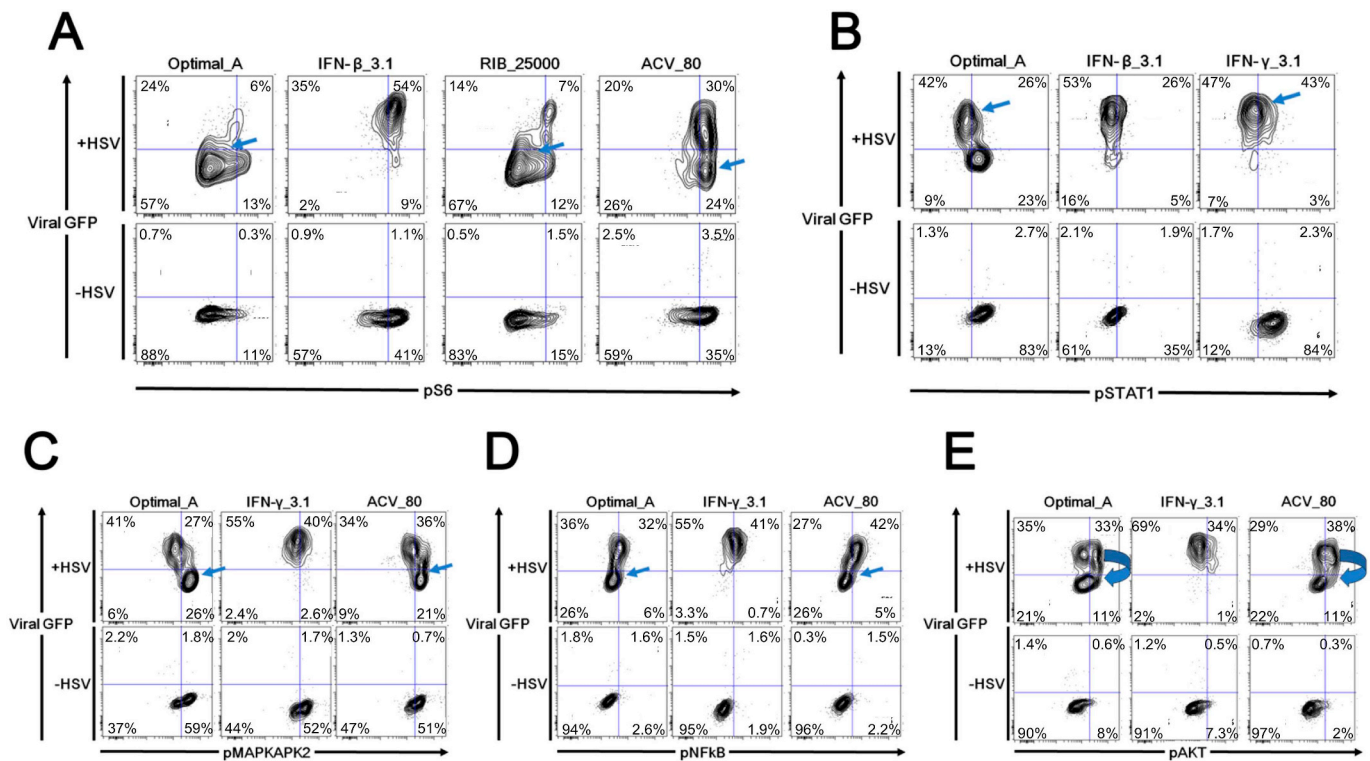 A
Optimal_A IFN-β_3.1 RIB_25000 ACV_80
24% 6% 35% 54% 14% 7% 20% 30%
+HSV
57% 13% 2% 9% 67% 12% 26% 24%
Viral GFP
0.7% 0.3% 0.9% 1.1% 0.5% 1.5% 2.5% 3.5%
-HSV
88% 11% 57% 41% 83% 15% 59% 35%
pS6
B
Optimal_A IFN-β_3.1 IFN-γ_3.1
42% 26% 53% 26% 47% 43%
+HSV
9% 23% 16% 5% 7% 3%
Viral GFP
1.3% 2.7% 2.1% 1.9% 1.7% 2.3%
-HSV
13% 83% 61% 35% 12% 84%
pSTAT1
C
Optimal_A IFN-γ_3.1 ACV_80
41% 27% 55% 40% 34% 36%
+HSV
6% 26% 2.4% 2.6% 9% 21%
Viral GFP
2.2% 1.8% 2% 1.7% 1.3% 0.7%
-HSV
37% 59% 44% 52% 47% 51%
pMAPKAPK2
D
Optimal_A IFN-γ_3.1 ACV_80
36% 32% 55% 41% 27% 42%
+HSV
26% 6% 3.3% 0.7% 26% 5%
Viral GFP
1.8% 1.6% 1.5% 1.6% 0.3% 1.5%
-HSV
94% 2.6% 95% 1.9% 96% 2.2%
pNFkB
E
Optimal_A IFN-γ_3.1 ACV_80
35% 33% 69% 34% 29% 38%
+HSV
21% 11% 2% 1% 22% 11%
Viral GFP
1.4% 0.6% 1.2% 0.5% 0.7% 0.3%
-HSV
90% 8% 91% 7.3% 97% 2%
pAKT